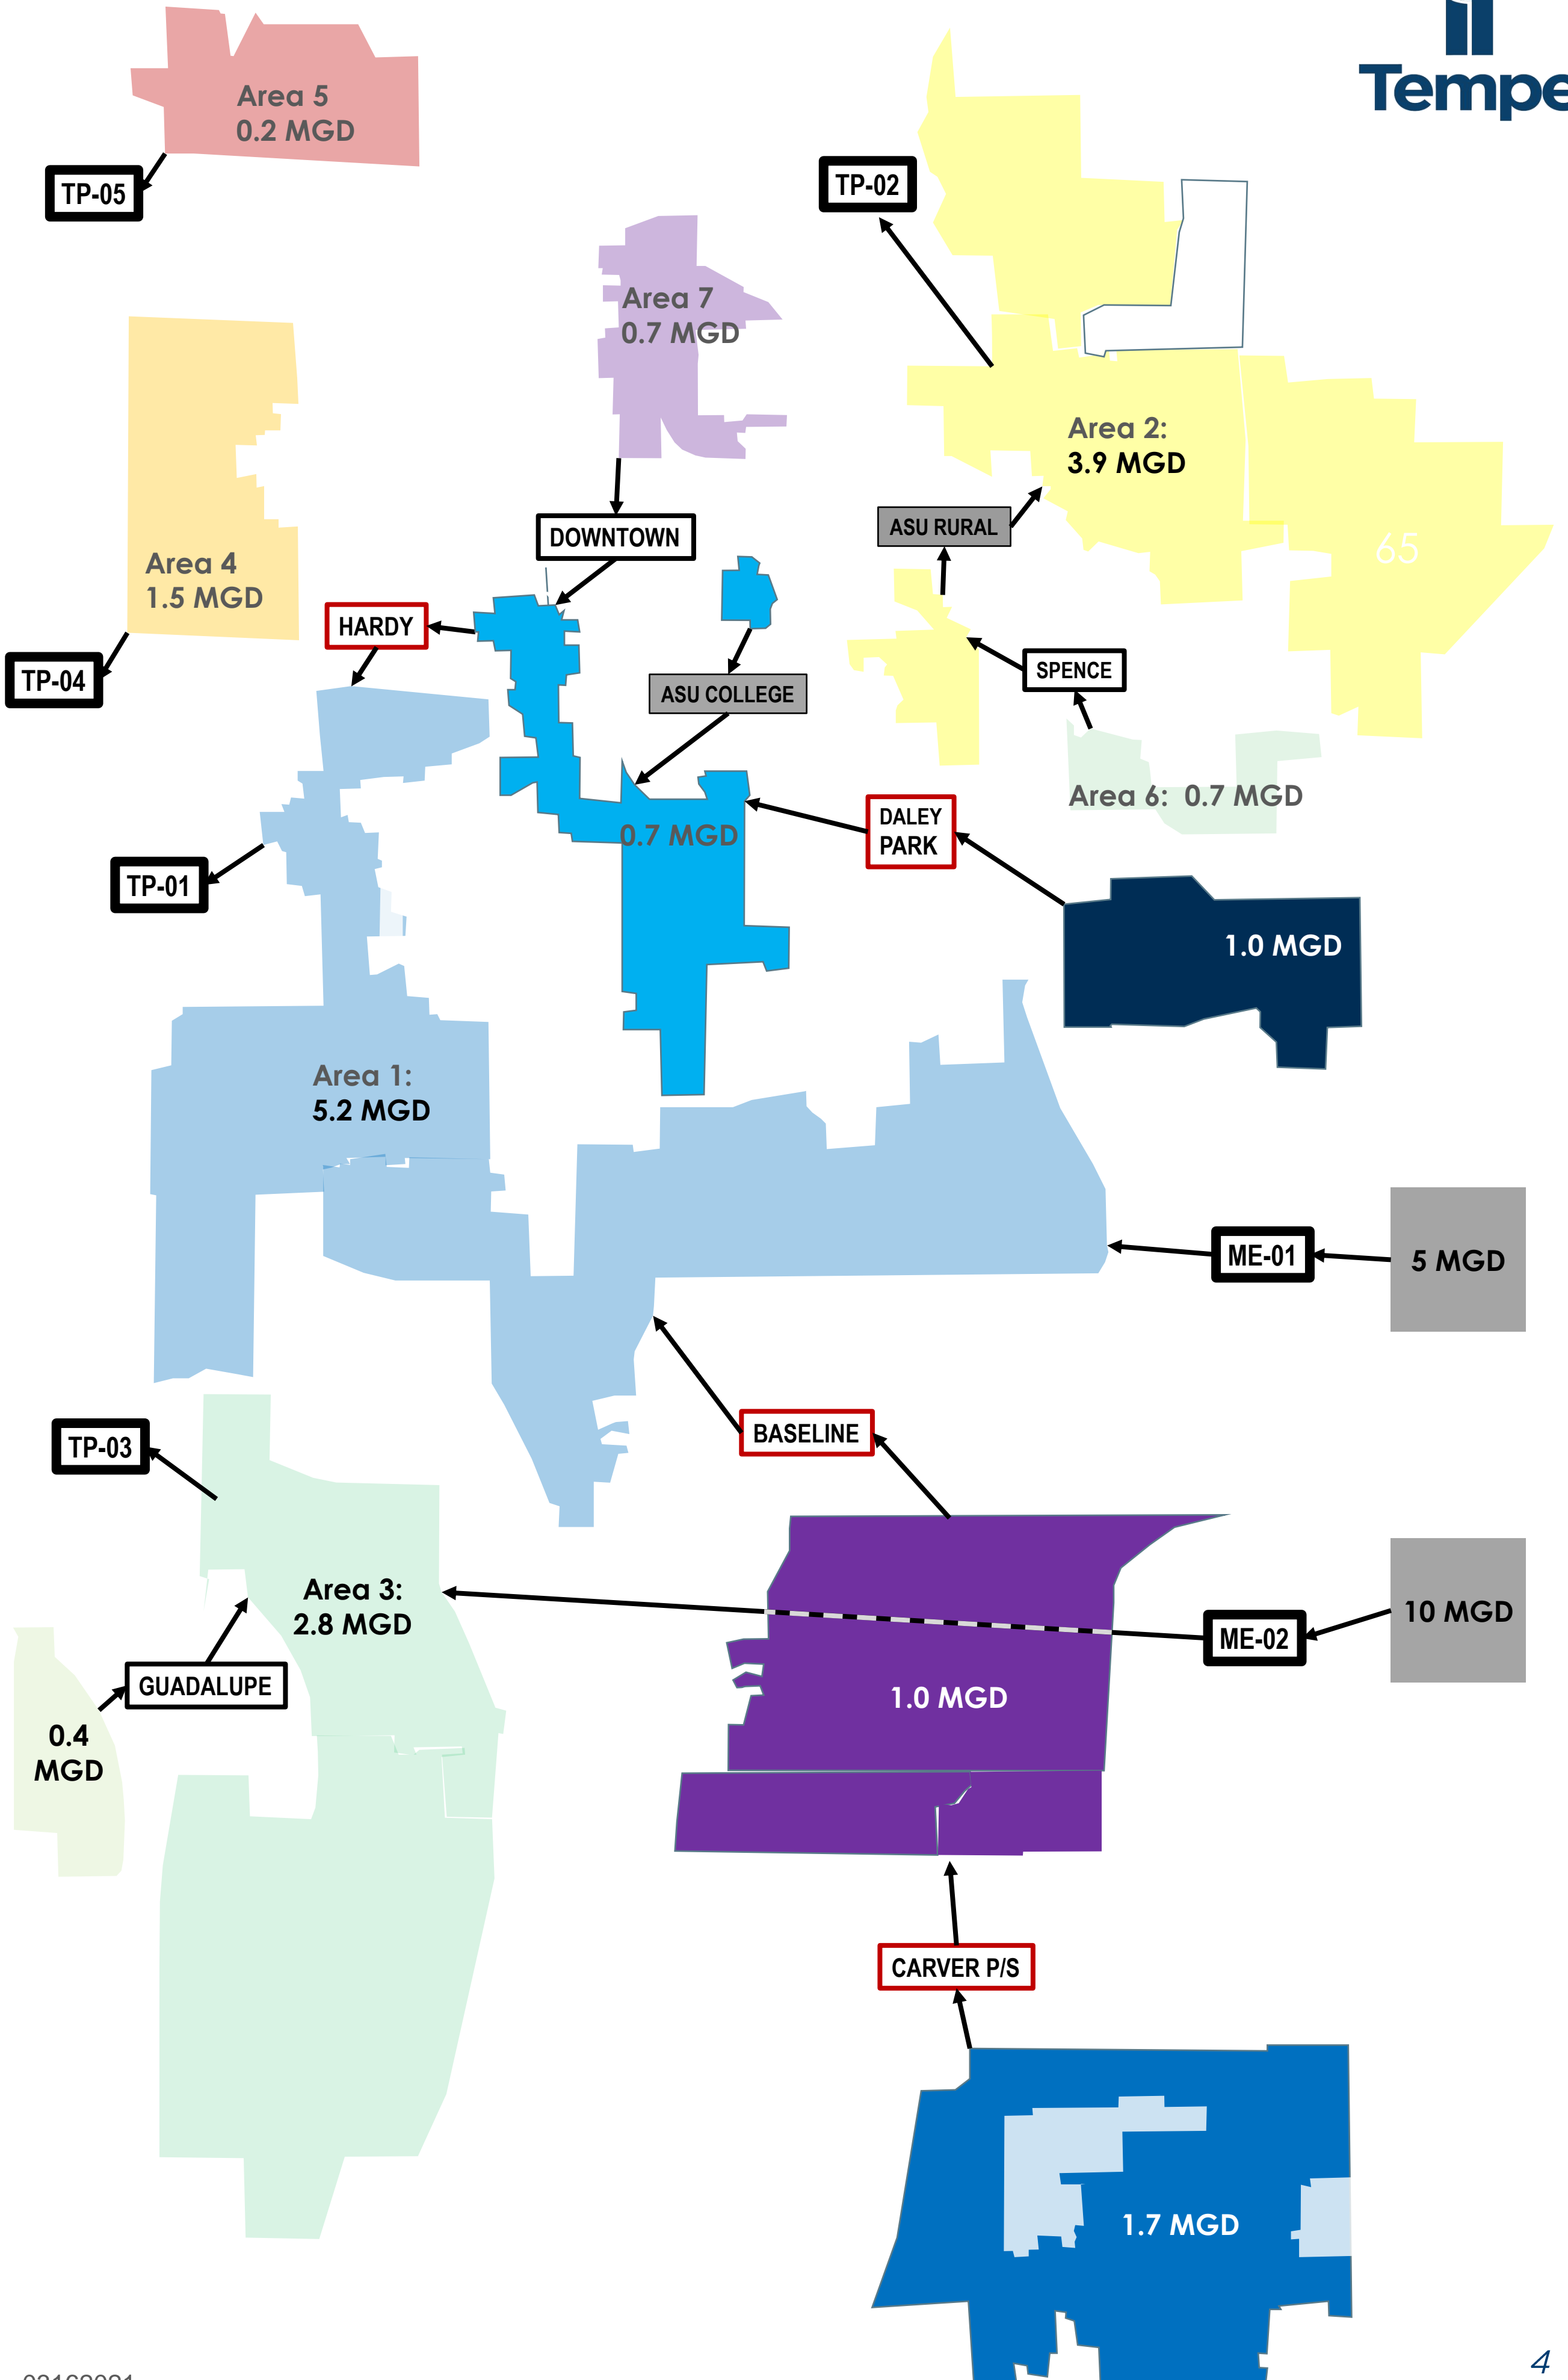 Tempe
Area 5
0.2 MGD
TP-05
TP-02
Area 7
0.7 MGD
Area 2:
3.9 MGD
ASU RURAL
DOWNTOWN
65
Area 4
1.5 MGD
HARDY
SPENCE
TP-04
ASU COLLEGE
Area 6: 0.7 MGD
DALEY
PARK
0.7 MGD
TP-01
1.0 MGD
Area 1:
5.2 MGD
ME-01
5 MGD
BASELINE
TP-03
Area 3:
2.8 MGD
10 MGD
ME-02
GUADALUPE
1.0 MGD
0.4
MGD
CARVER P/S
1.7 MGD
4